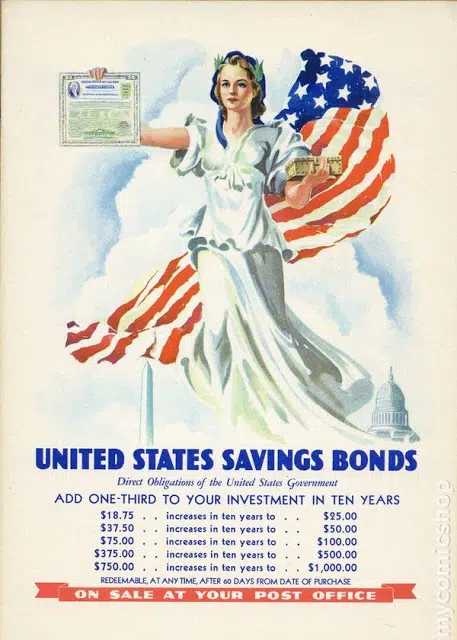 UNITED STATES SAVINGS BONDS
Direct Obligations of the United States Government
ADD ONE-THIRD TO YOUR INVESTMENT IN TEN YEARS
$18.75 . . increases in ten years to . . $25.00
$37.50 . . increases in ten years to . . $50.00
$75.00 . . increases in ten years to . . $100.00
$375.00 . . increases in ten years to . . $500.00
$750.00 . . increases in ten years to . . $1,000.00
REDEEMABLE, AT ANY TIME, AFTER 60 DAYS FROM DATE OF PURCHASE
ON SALE AT YOUR POST OFFICE
mycomicshop